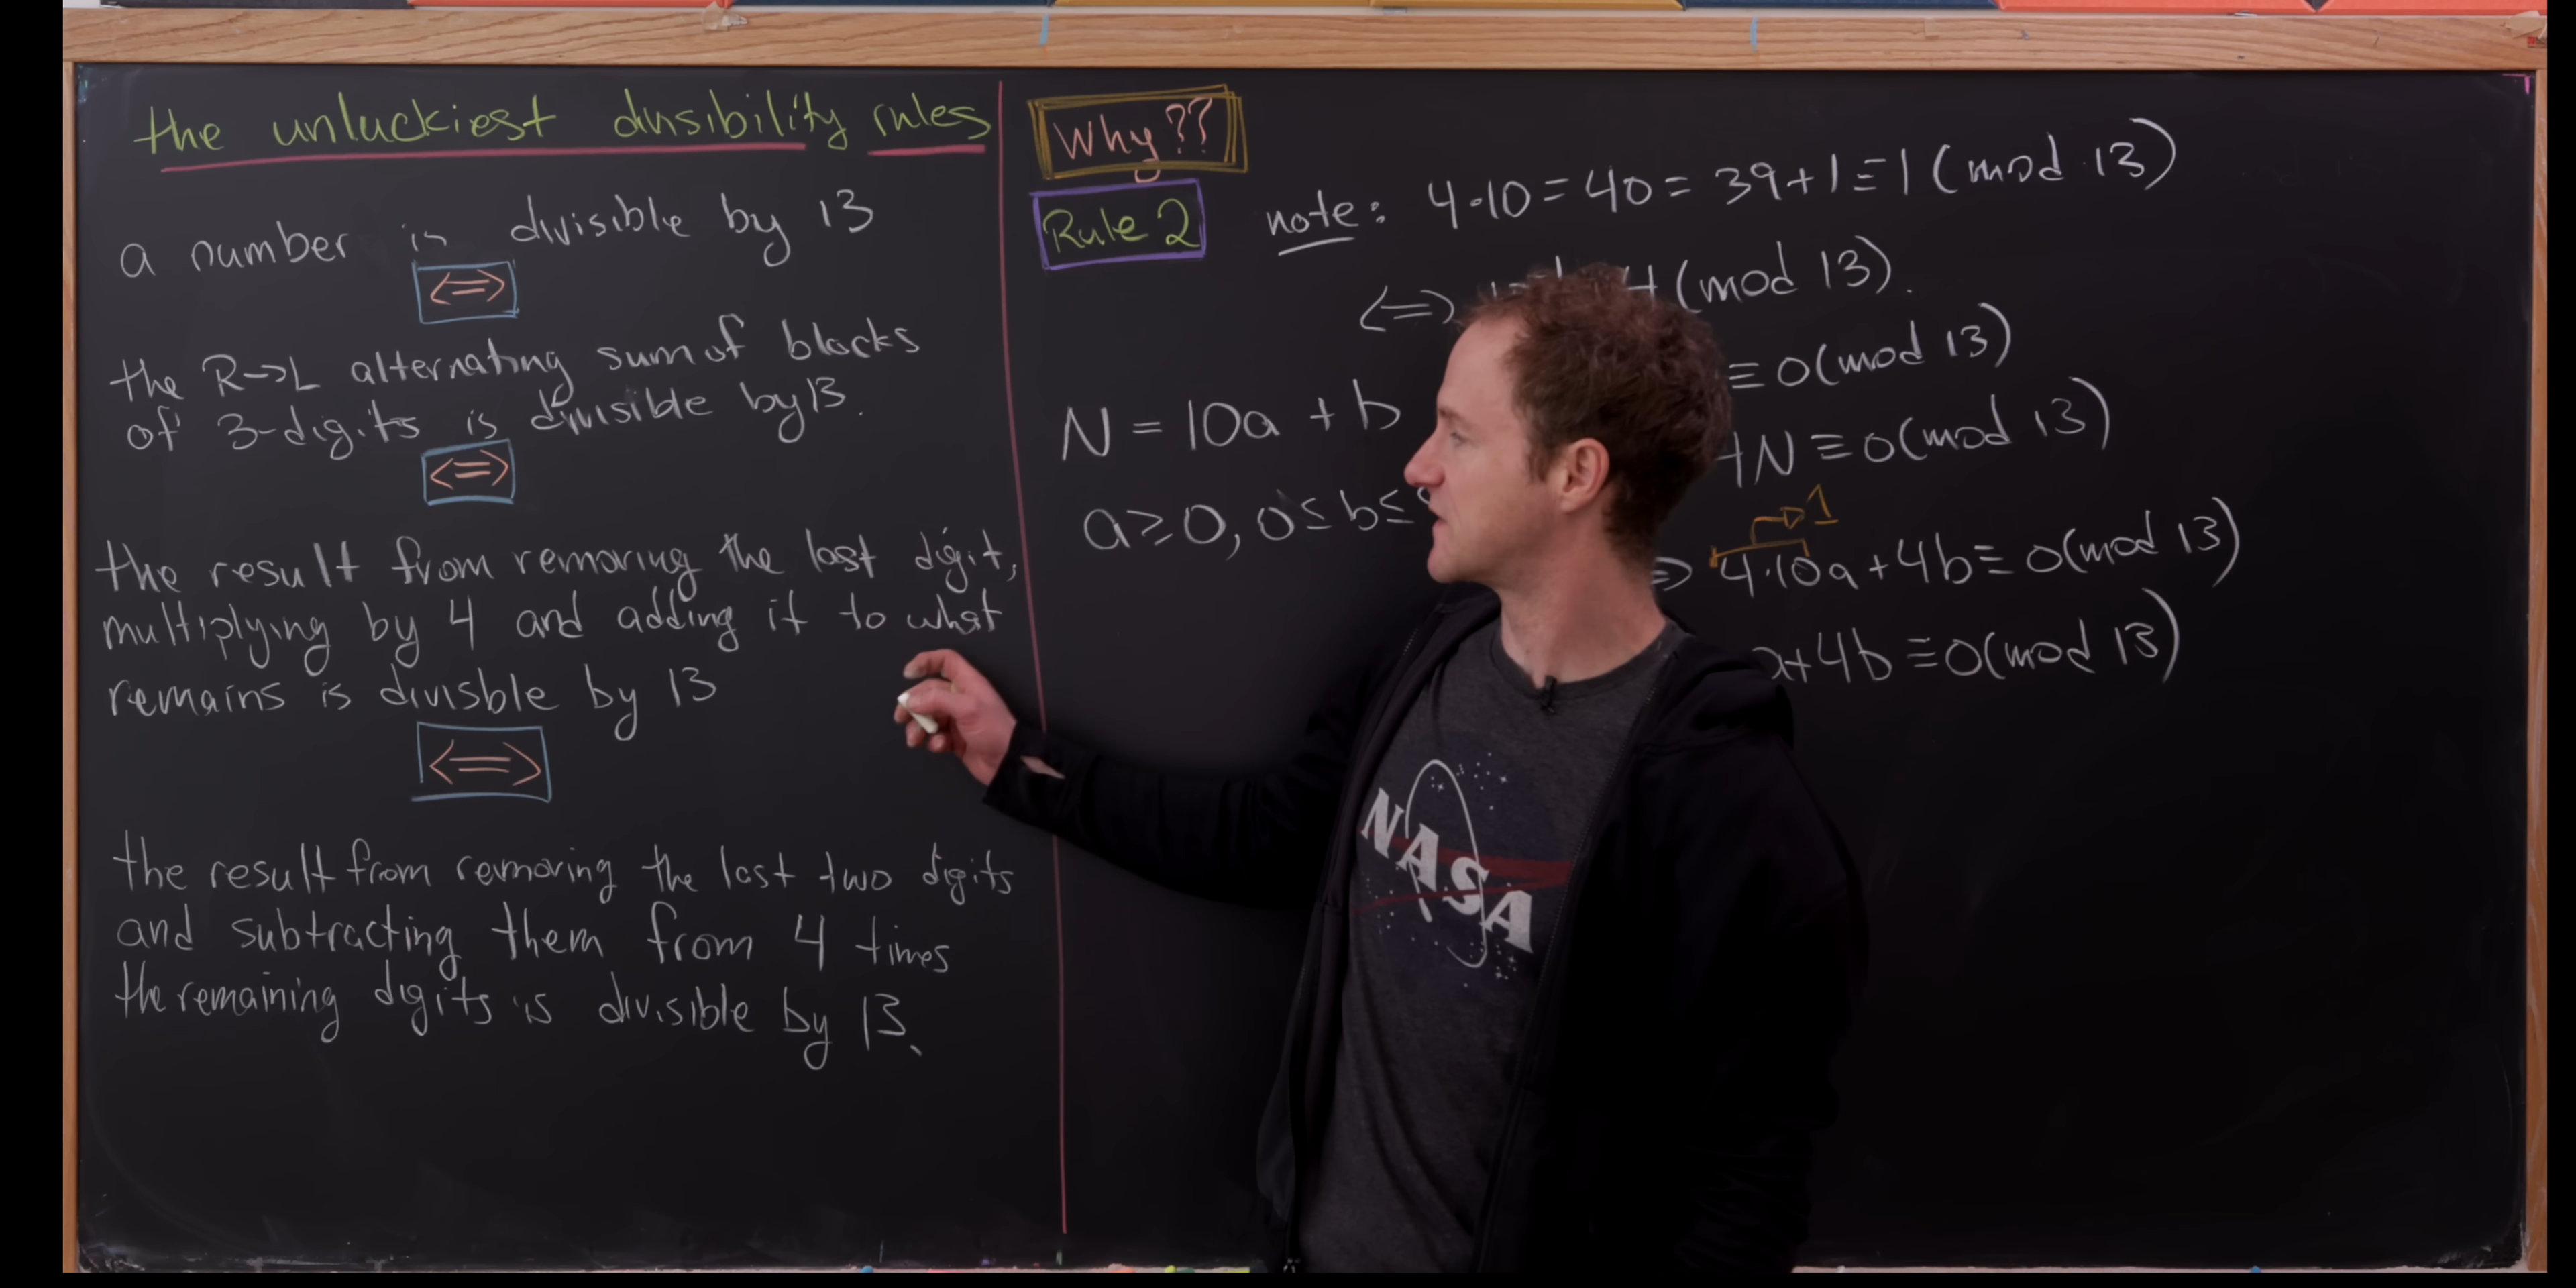 the unluckiest divisibility rules
a number is divisible by 13
<=>
the R→L alternating sum of blocks
of 3-digits is divisible by 13.
<=>
the result from removing the last digit,
multiplying by 4 and adding it to what
remains is divisble by 13
<=>
the result from removing the last two digits
and subtracting them from 4 times
the remaining digits is divisible by 13.
Why??
Rule 2
note: 4·10 = 40 = 39+1 ≡ 1 (mod 13)
<=> (mod 13).
N = 10a + b
a ≥ 0, 0 ≤ b ≤
≡ 0 (mod 13)
4N ≡ 0 (mod 13)
1
4·10a + 4b ≡ 0 (mod 13)
a+4b ≡ 0 (mod 13)
NASA